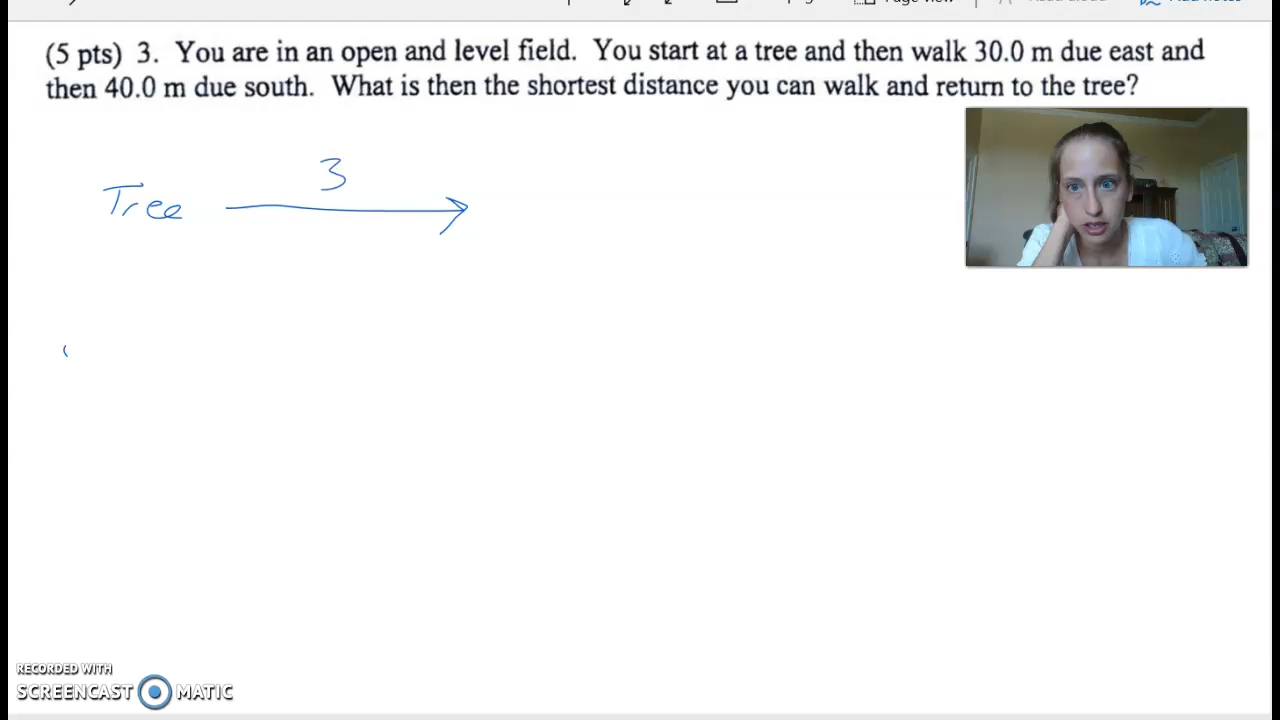 (5 pts) 3. You are in an open and level field. You start at a tree and then walk 30.0 m due east and
then 40.0 m due south. What is then the shortest distance you can walk and return to the tree?
3
Tree
RECORDED WITH
SCREENCAST MATIC